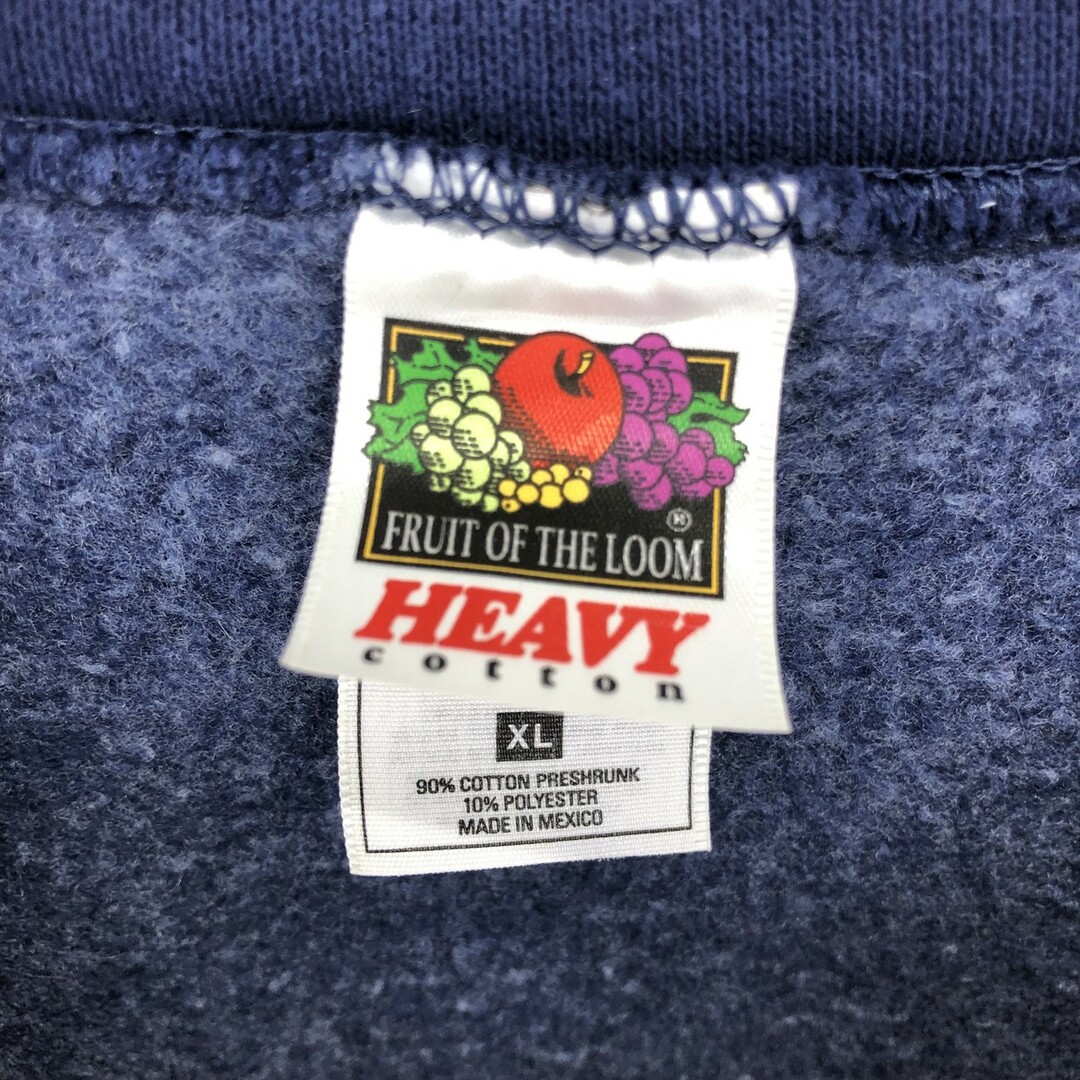 ®
FRUIT OF THE LOOM
HEAVY
cotton
XL
90% COTTON PRESHRUNK
10% POLYESTER
MADE IN MEXICO